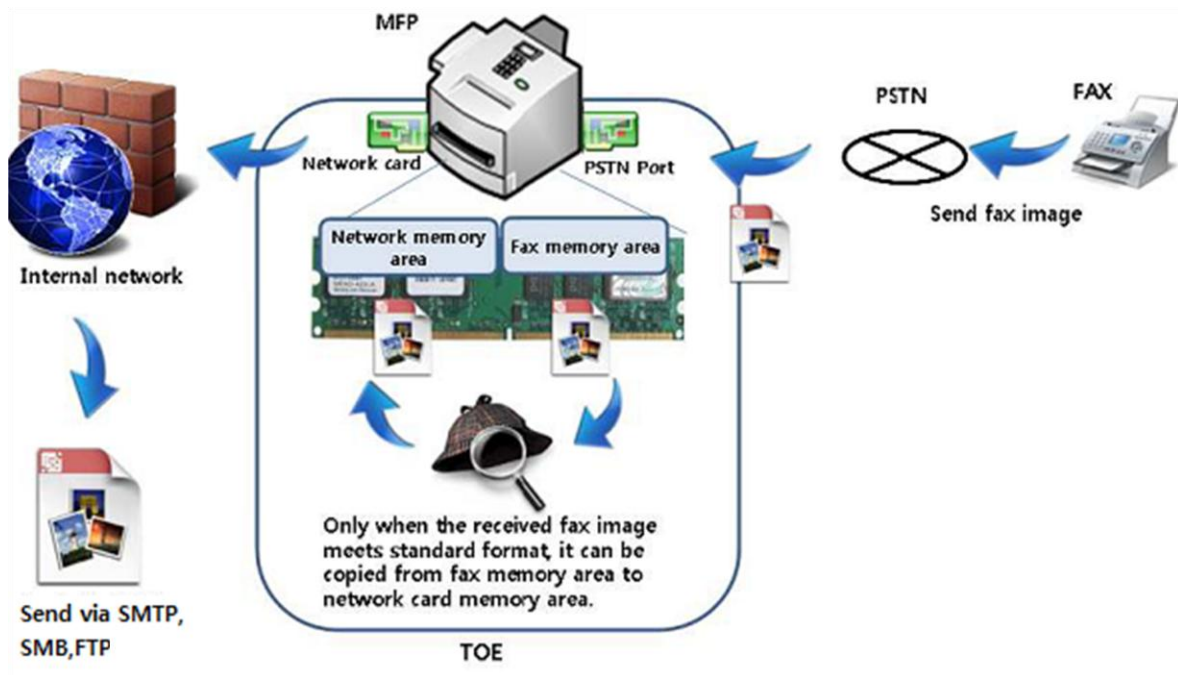 MFP
PSTN
FAX
Network card
PSTN Port
Send fax image
Network memory
area
Fax memory area
Internal network
Only when the received fax image
meets standard format, it can be
copied from fax memory area to
network card memory area.
Send via SMTP,
SMB,FTP
TOE